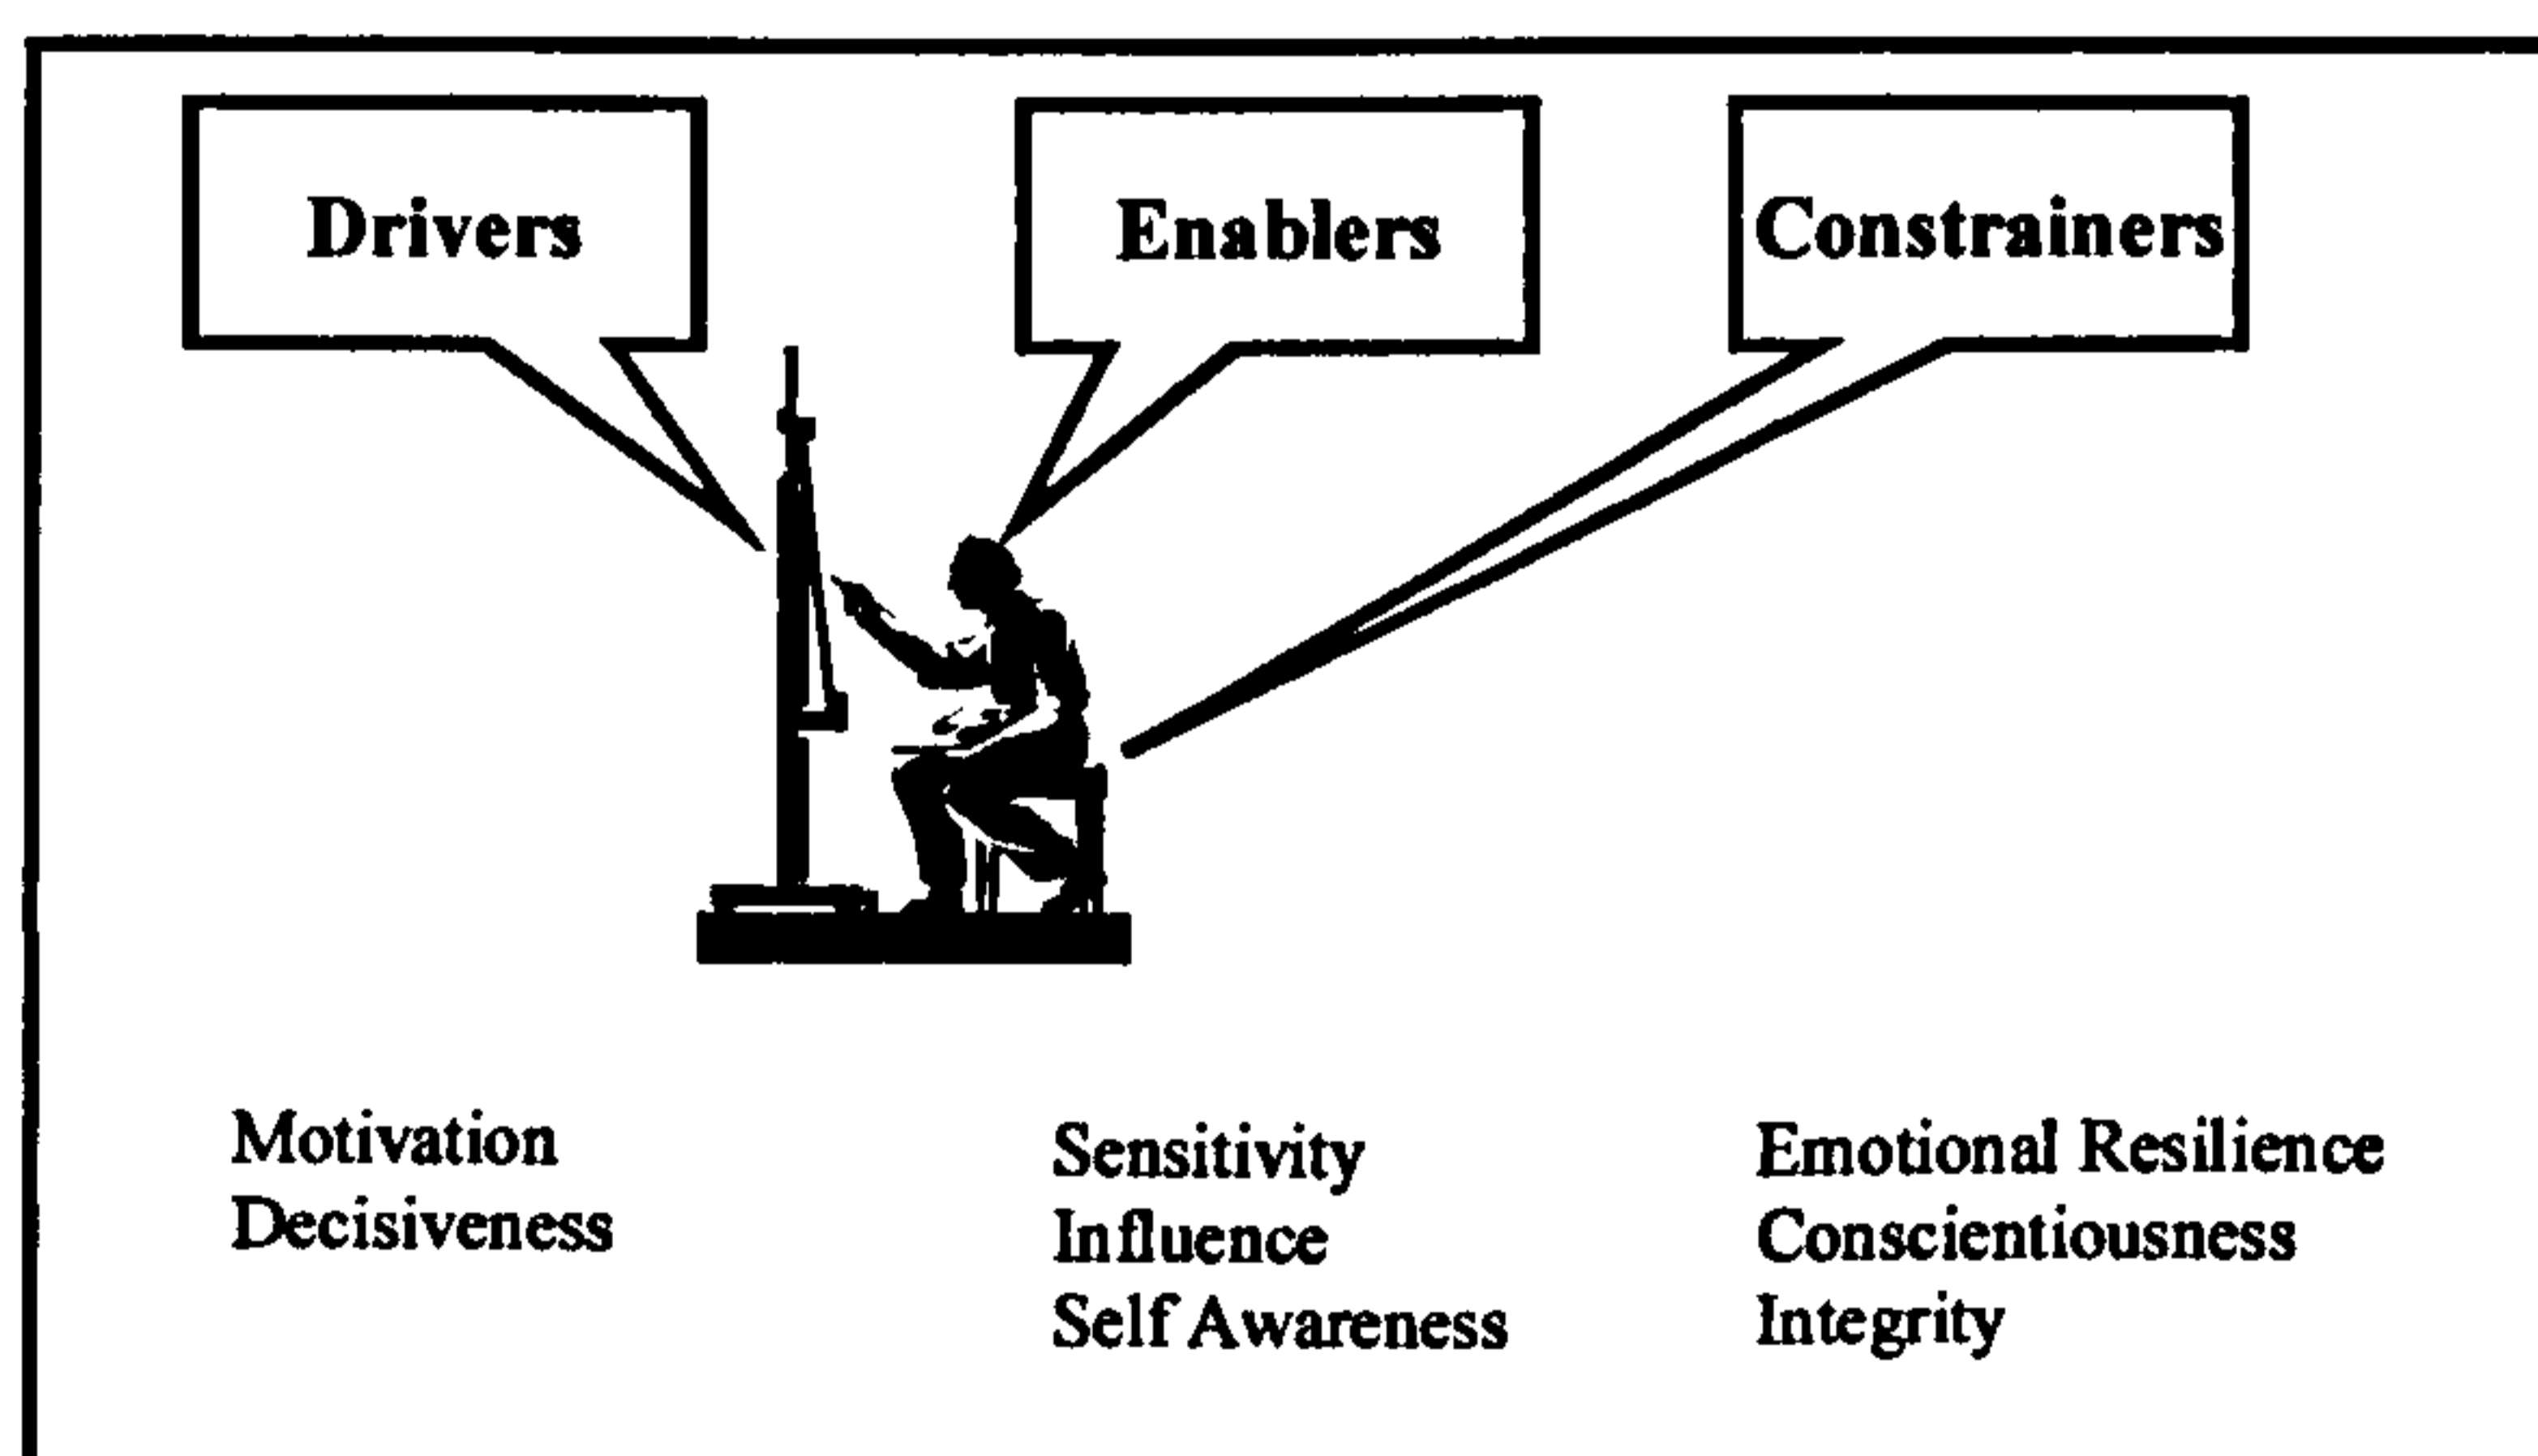 Drivers
Enablers
Constrainers
Motivation
Decisiveness
Sensitivity
Influence
Self Awareness
Emotional Resilience
Conscientiousness
Integrity